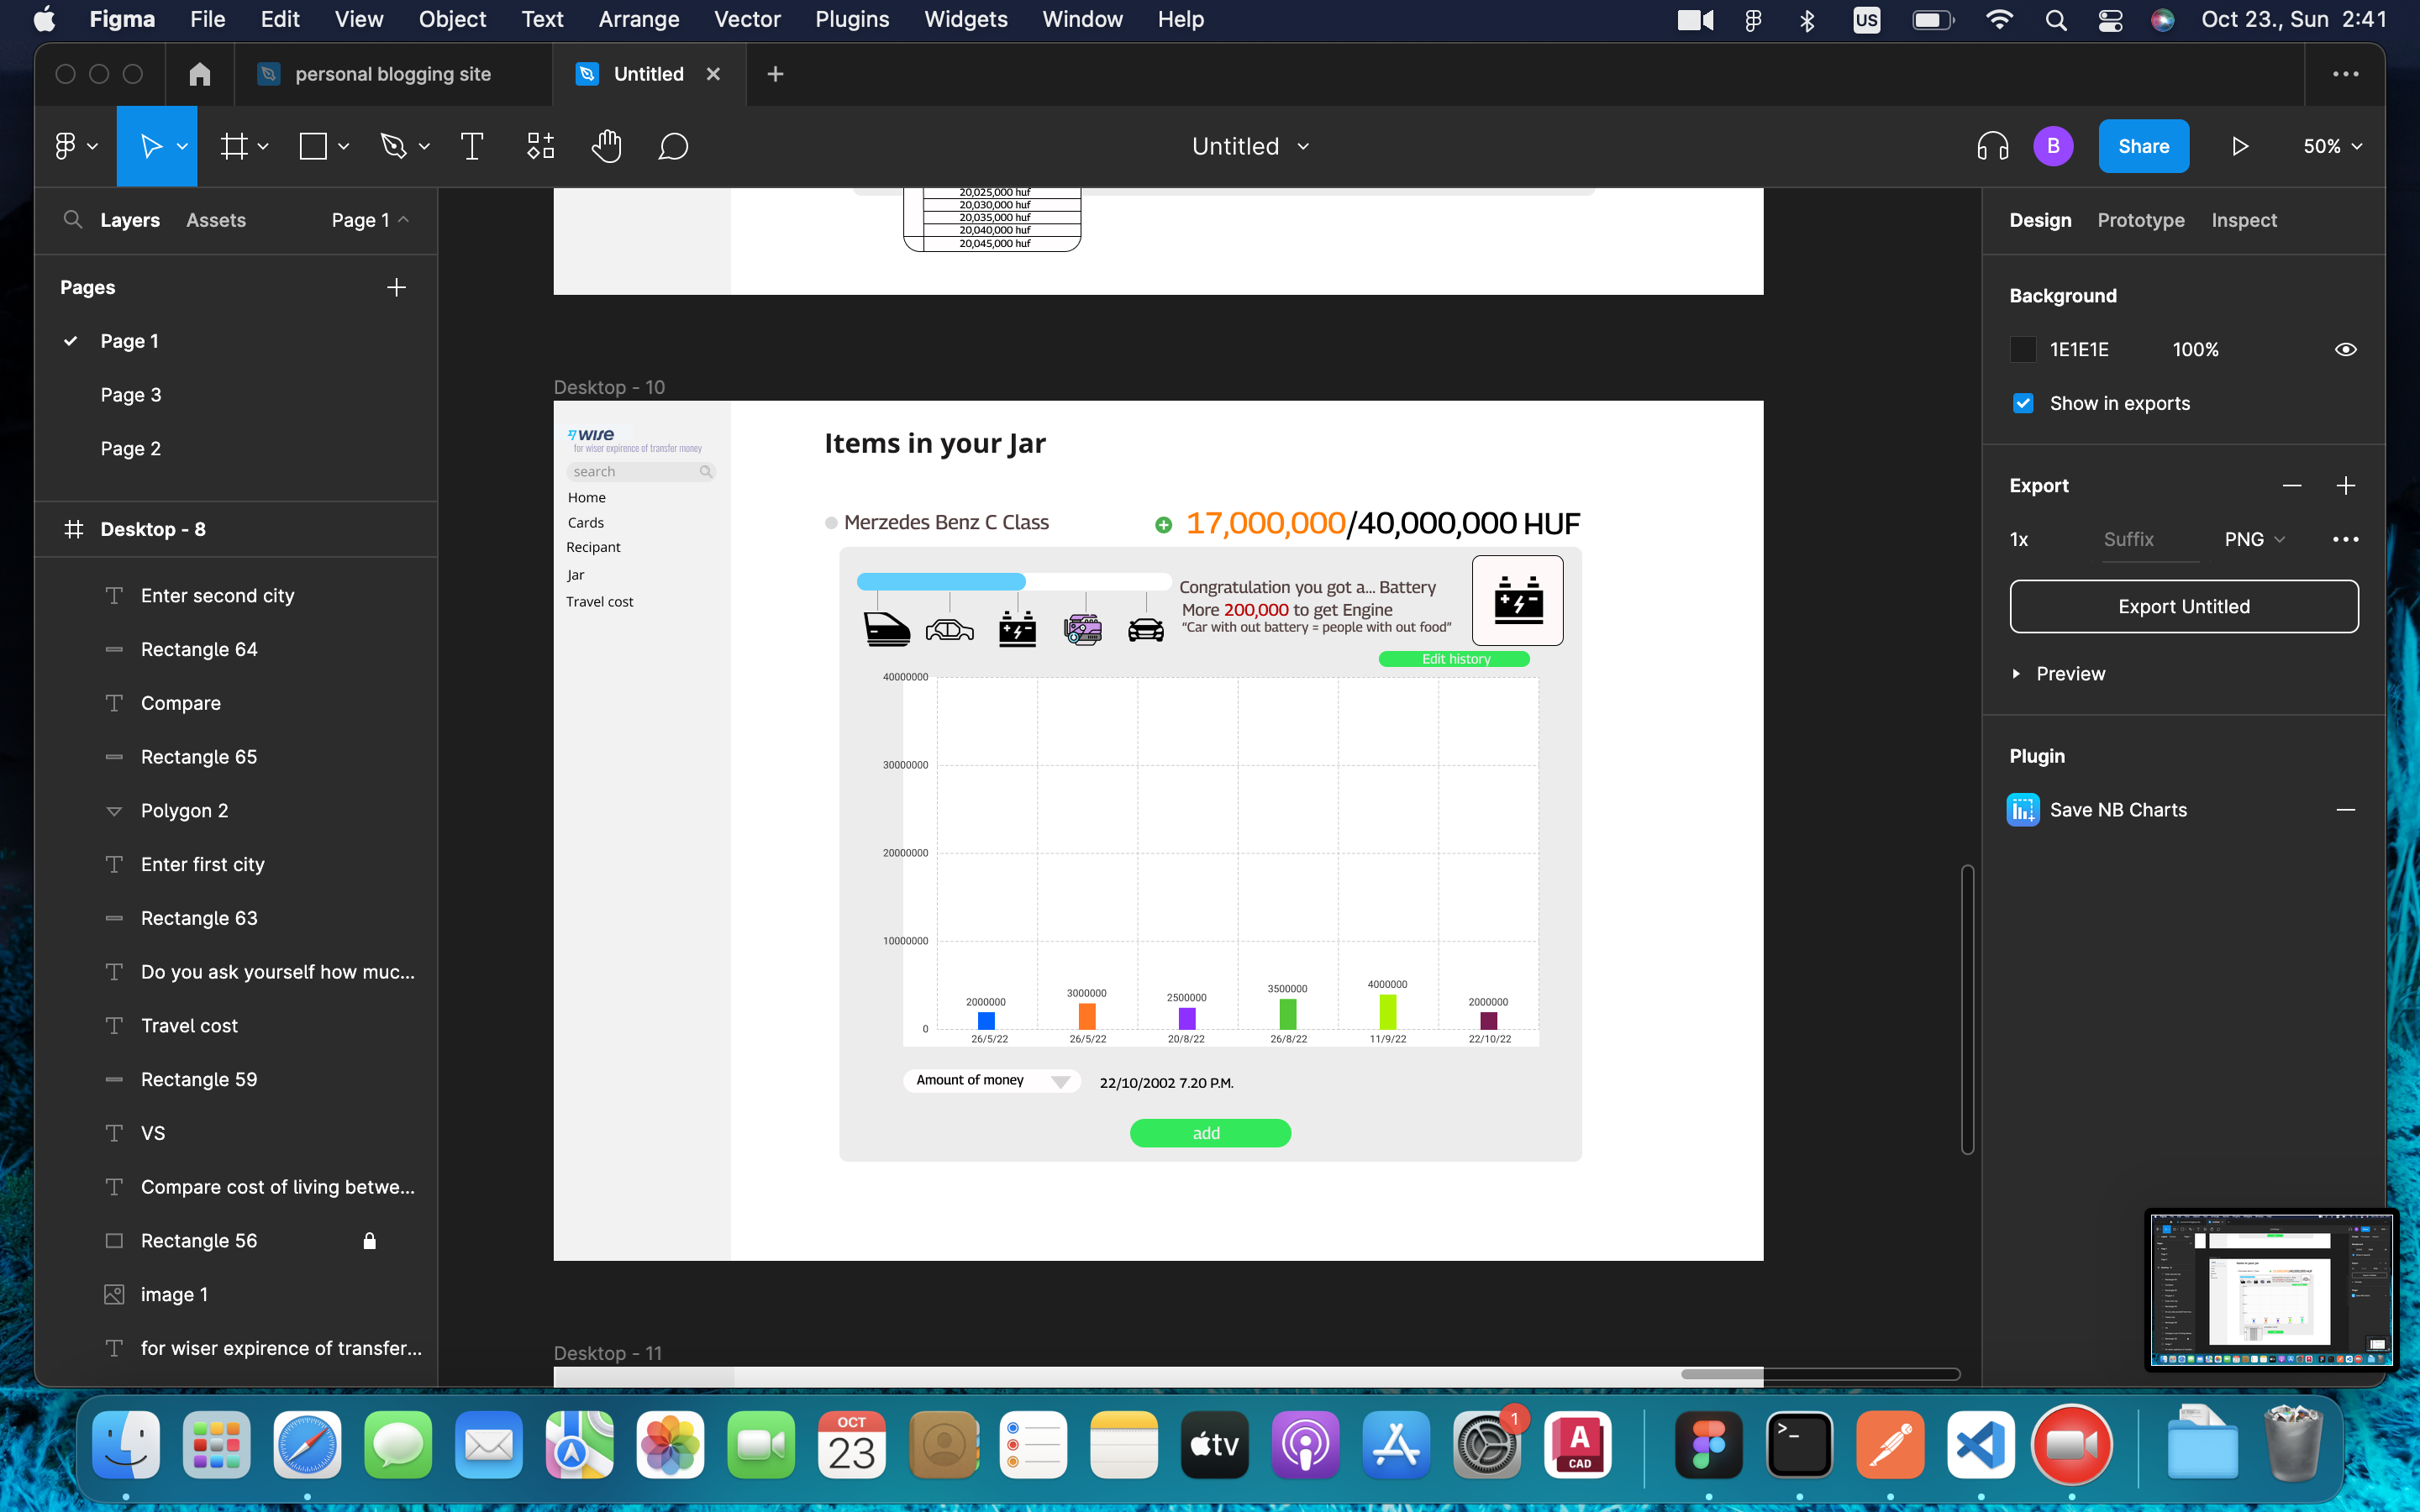 Figma File Edit View Object Text Arrange Vector Plugins Widgets Window Help US Oct 23., Sun 2:41
personal blogging site Untitled
Untitled B Share 50%
Layers Assets Page 1
Pages
Page 1
Page 3
Page 2
Desktop - 8
Enter second city
Rectangle 64
Compare
Rectangle 65
Polygon 2
Enter first city
Rectangle 63
Do you ask yourself how muc...
Travel cost
Rectangle 59
VS
Compare cost of living betwe...
Rectangle 56
image 1
for wiser expirence of transfer...
20,025,000 huf
20,030,000 huf
20,035,000 huf
20,040,000 huf
20,045,000 huf
Desktop - 10
wise
for wiser expirence of transfer money
search
Home
Cards
Recipant
Jar
Travel cost
Items in your Jar
Merzedes Benz C Class
17,000,000/40,000,000 HUF
Congratulation you got a... Battery
More 200,000 to get Engine
"Car with out battery = people with out food"
Edit history
40000000
30000000
20000000
10000000
0
2000000 3000000 2500000 3500000 4000000 2000000
26/5/22 26/5/22 20/8/22 26/8/22 11/9/22 22/10/22
Amount of money
22/10/2002 7.20 P.M.
add
Desktop - 11
Design Prototype Inspect
Background
1E1E1E 100%
Show in exports
Export
1x Suffix PNG
Export Untitled
Preview
Plugin
Save NB Charts
OCT
23
tv
1
A
CAD